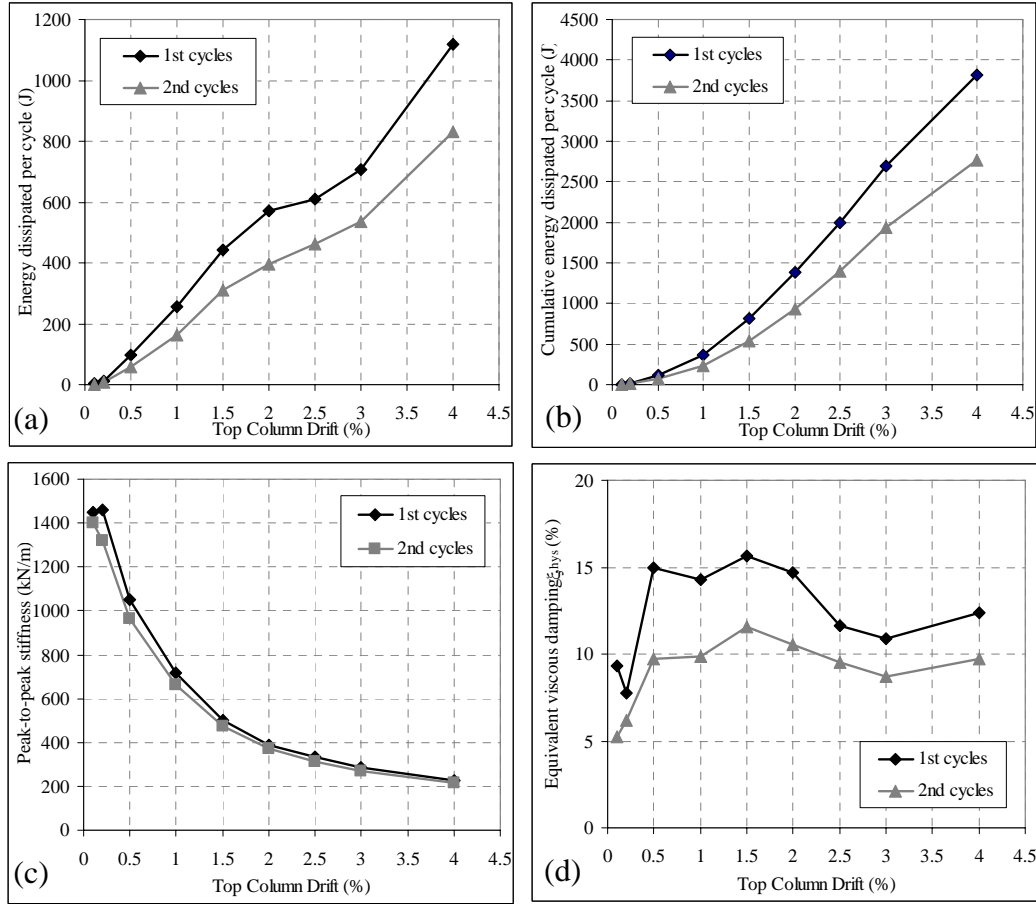 1200
1000
800
600
400
200
0
Energy dissipated per cycle (J)
1st cycles
2nd cycles
0 0.5 1 1.5 2 2.5 3 3.5 4 4.5
Top Column Drift (%)
(a)
4500
4000
3500
3000
2500
2000
1500
1000
500
0
Cumulative energy dissipated per cycle (J)
1st cycles
2nd cycles
0 0.5 1 1.5 2 2.5 3 3.5 4 4.5
Top Column Drift (%)
(b)
1600
1400
1200
1000
800
600
400
200
0
Peak-to-peak stiffness (kN/m)
1st cycles
2nd cycles
0 0.5 1 1.5 2 2.5 3 3.5 4 4.5
Top Column Drift (%)
(c)
20
15
10
5
0
Equivalent viscous damping ξhys (%)
1st cycles
2nd cycles
0 0.5 1 1.5 2 2.5 3 3.5 4 4.5
Top Column Drift (%)
(d)